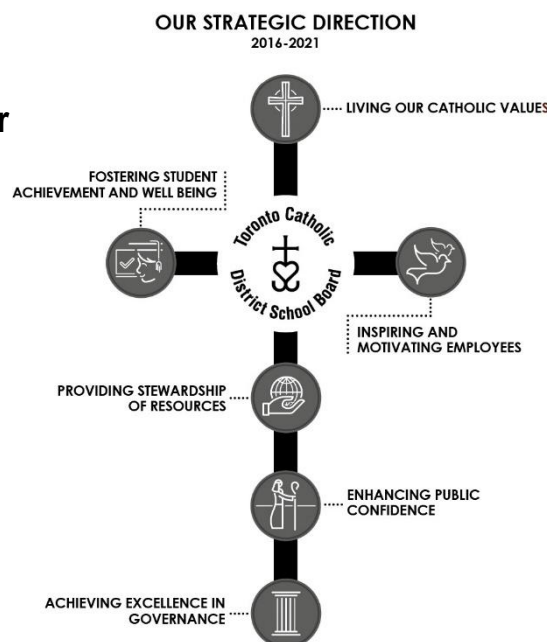 OUR STRATEGIC DIRECTION
2016-2021
r
LIVING OUR CATHOLIC VALUES
FOSTERING STUDENT
ACHIEVEMENT AND WELL BEING
Toronto Catholic
District School Board
INSPIRING AND
MOTIVATING EMPLOYEES
PROVIDING STEWARDSHIP
OF RESOURCES
ENHANCING PUBLIC
CONFIDENCE
ACHIEVING EXCELLENCE IN
GOVERNANCE